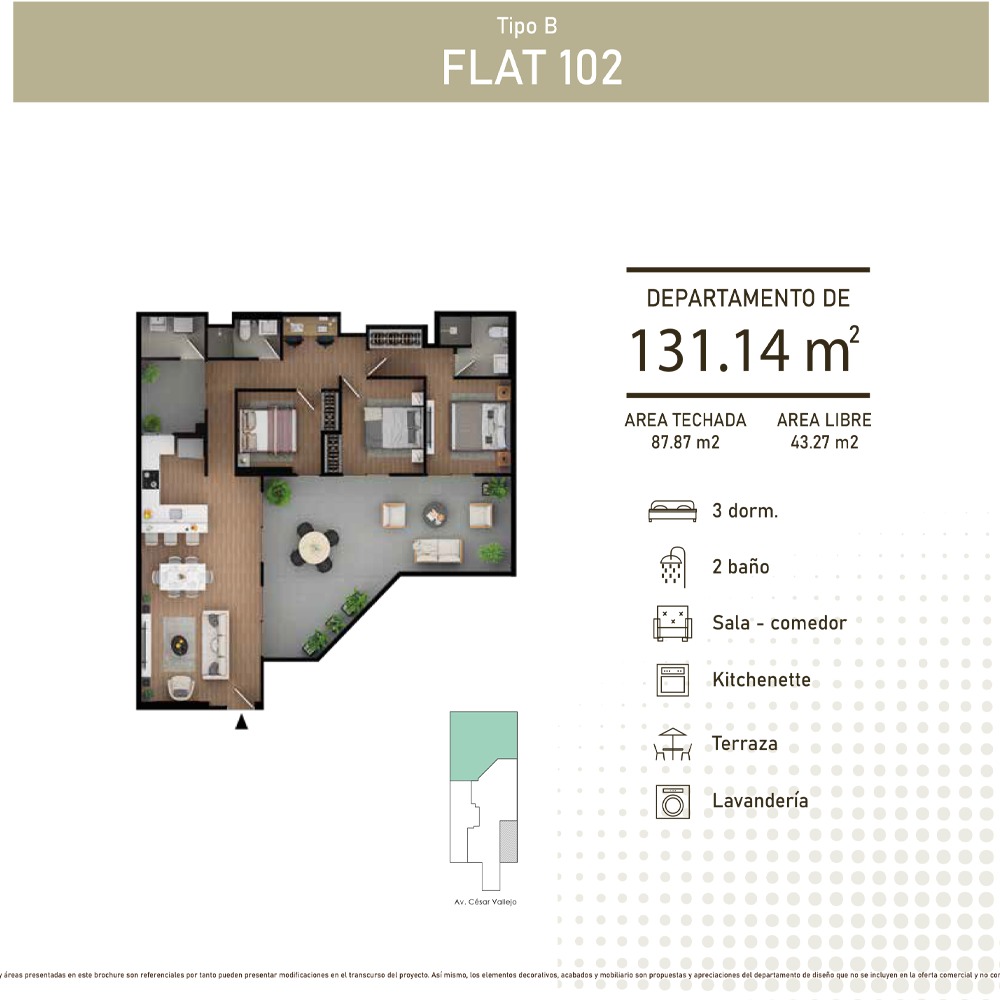 Tipo B
FLAT 102
DEPARTAMENTO DE
131.14 m²
AREA TECHADA
87.87 m2
AREA LIBRE
43.27 m2
3 dorm.
2 baño
Sala - comedor
Kitchenette
Terraza
Lavandería
Av. César Vallejo
y áreas presentadas en este brochure son referenciales por tanto pueden presentar modificaciones en el transcurso del proyecto. Así mismo, los elementos decorativos, acabados y mobiliario son propuestas y apreciaciones del departamento de diseño que no se incluyen en la oferta comercial y no con